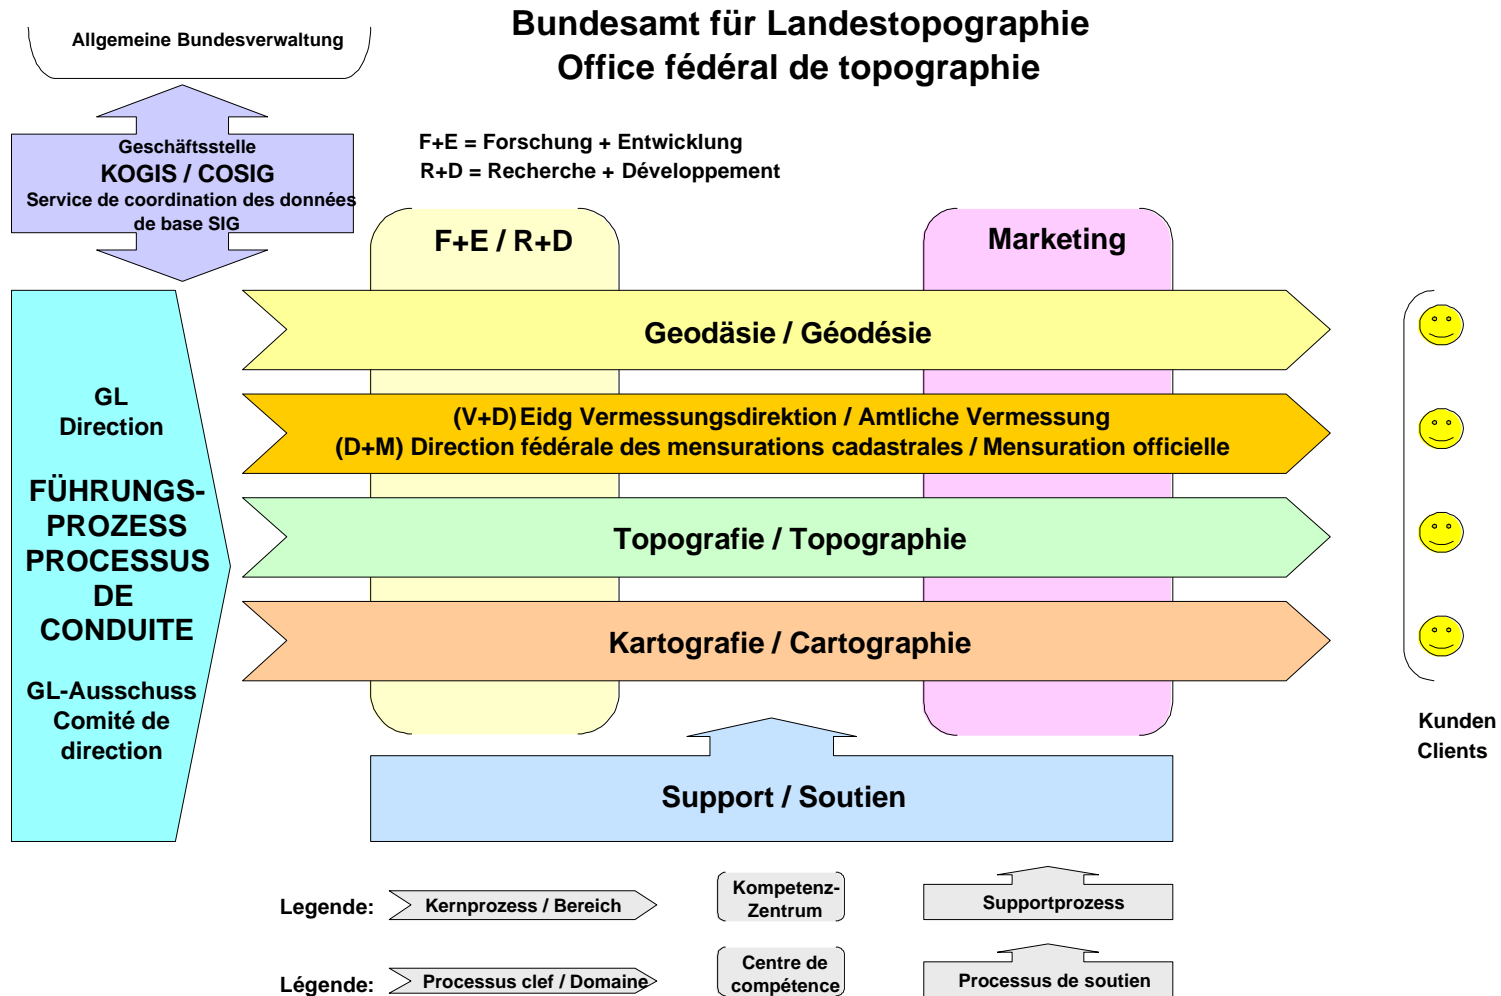 Bundesamt für Landestopographie
Office fédéral de topographie
Allgemeine Bundesverwaltung
Geschäftsstelle
KOGIS / COSIG
Service de coordination des données
de base SIG
F+E = Forschung + Entwicklung
R+D = Recherche + Développement
F+E / R+D
Marketing
GL
Direction
FÜHRUNGS-
PROZESS
PROCESSUS
DE
CONDUITE
GL-Ausschuss
Comité de
direction
Geodäsie / Géodésie
(V+D) Eidg Vermessungsdirektion / Amtliche Vermessung
(D+M) Direction fédérale des mensurations cadastrales / Mensuration officielle
Topografie / Topographie
Kartografie / Cartographie
Kunden
Clients
Support / Soutien
Legende:
Kernprozess / Bereich
Kompetenz-
Zentrum
Supportprozess
Légende:
Processus clef / Domaine
Centre de
compétence
Processus de soutien